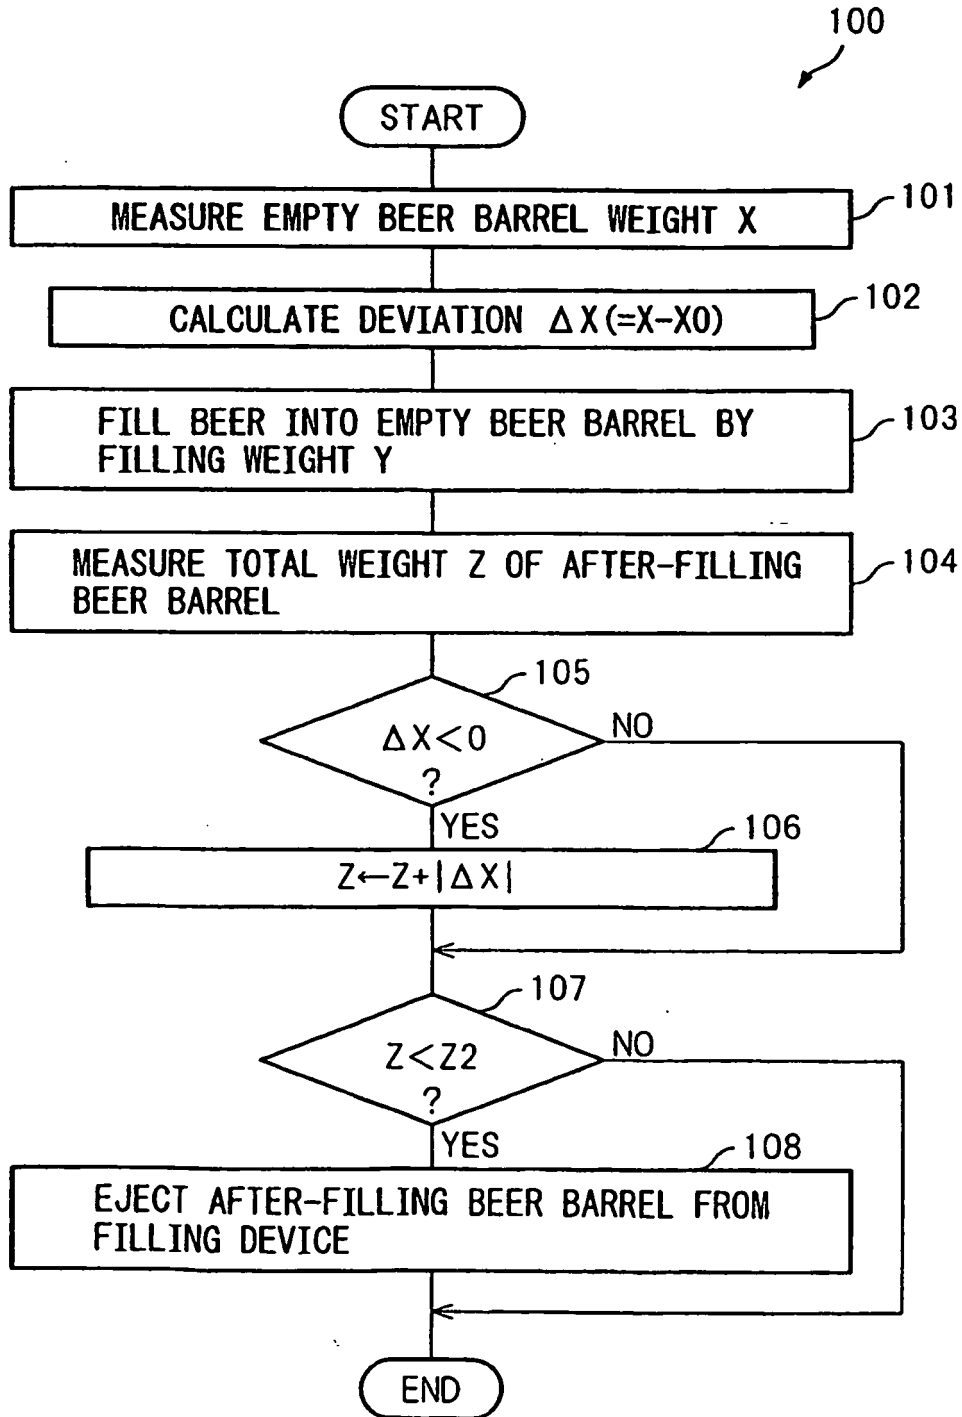 100
START
MEASURE EMPTY BEER BARREL WEIGHT X
101
CALCULATE DEVIATION ΔX(=X-X0)
102
FILL BEER INTO EMPTY BEER BARREL BY
FILLING WEIGHT Y
103
MEASURE TOTAL WEIGHT Z OF AFTER-FILLING
BEER BARREL
104
105
ΔX<0
?
NO
YES
106
Z←Z+|ΔX|
107
Z<Z2
?
NO
YES
108
EJECT AFTER-FILLING BEER BARREL FROM
FILLING DEVICE
END